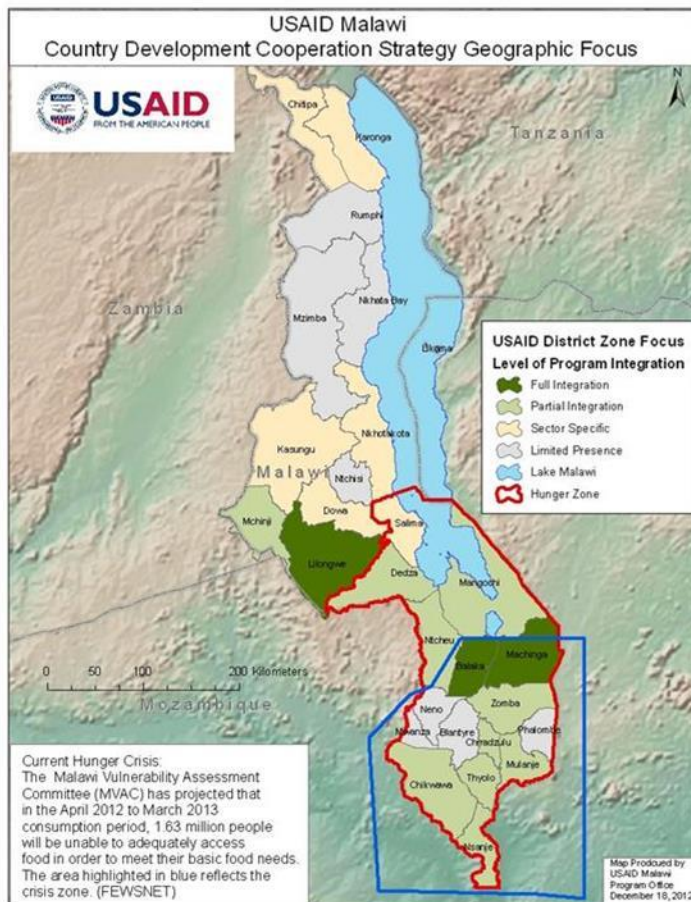 USAID Malawi
Country Development Cooperation Strategy Geographic Focus
USAID
FROM THE AMERICAN PEOPLE
N
Chitipa
Karonga
Tanzania
Rumphi
Zambia
Nkhata Bay
Mzimba
Likoma
USAID District Zone Focus
Level of Program Integration
Full Integration
Partial Integration
Sector Specific
Limited Presence
Lake Malawi
Hunger Zone
Nkhotakota
Kasungu
Malawi
Ntchisi
Dowa
Mchinji
Salima
Lilongwe
Dedza
Mangochi
Ntcheu
Machinga
Balaka
0 50 100 200 Kilometers
Mozambique
Zomba
Neno
Mwanza
Blantyre
Phalombe
Chiradzulu
Mulanje
Chikwawa
Thyolo
Nsanje
Current Hunger Crisis:
The Malawi Vulnerability Assessment
Committee (MVAC) has projected that
in the April 2012 to March 2013
consumption period, 1.63 million people
will be unable to adequately access
food in order to meet their basic food needs.
The area highlighted in blue reflects the
crisis zone. (FEWSNET)
Map Prodcued by
USAID Malawi
Program Office
December 18, 2012